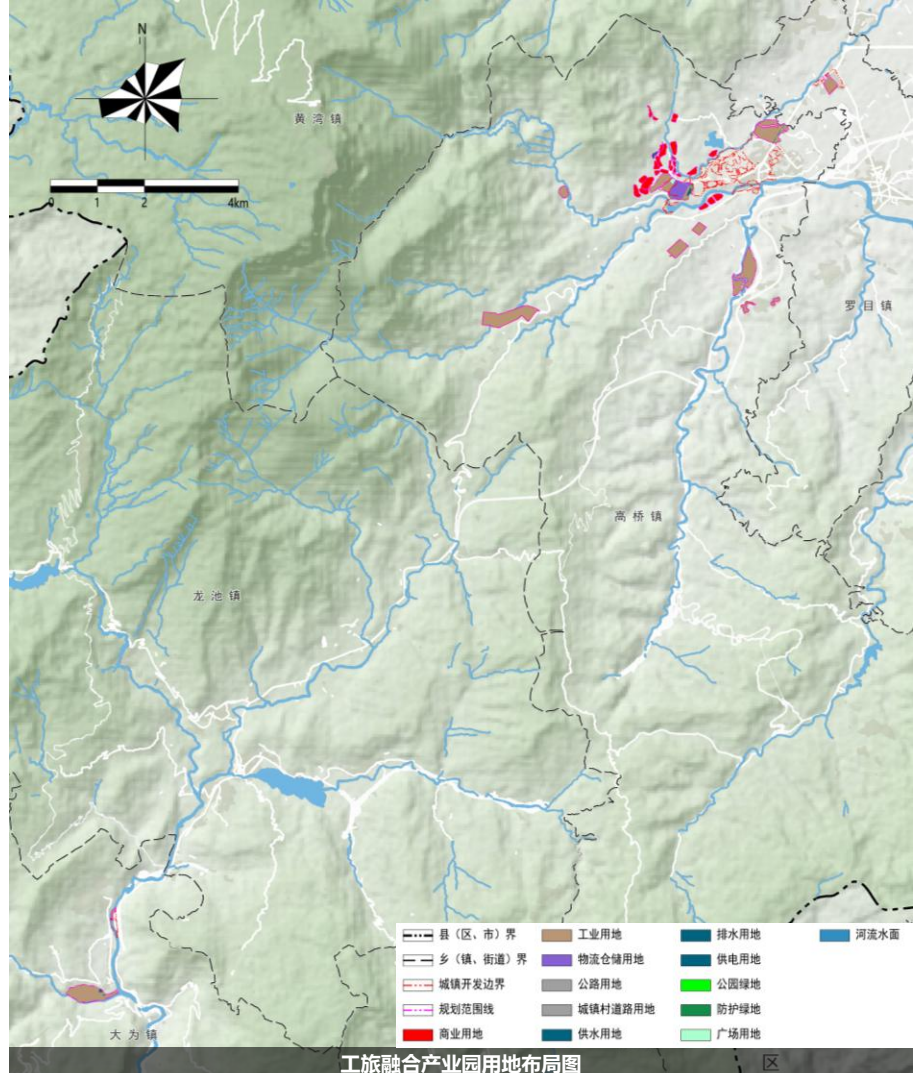 N
黄湾镇
0 1 2 4km
罗目镇
高桥镇
龙池镇
大为镇
县（区、市）界
乡（镇、街道）界
城镇开发边界
规划范围线
商业用地
工业用地
物流仓储用地
公路用地
城镇村道路用地
供水用地
排水用地
供电用地
公园绿地
防护绿地
广场用地
河流水面
区
工旅融合产业园用地布局图